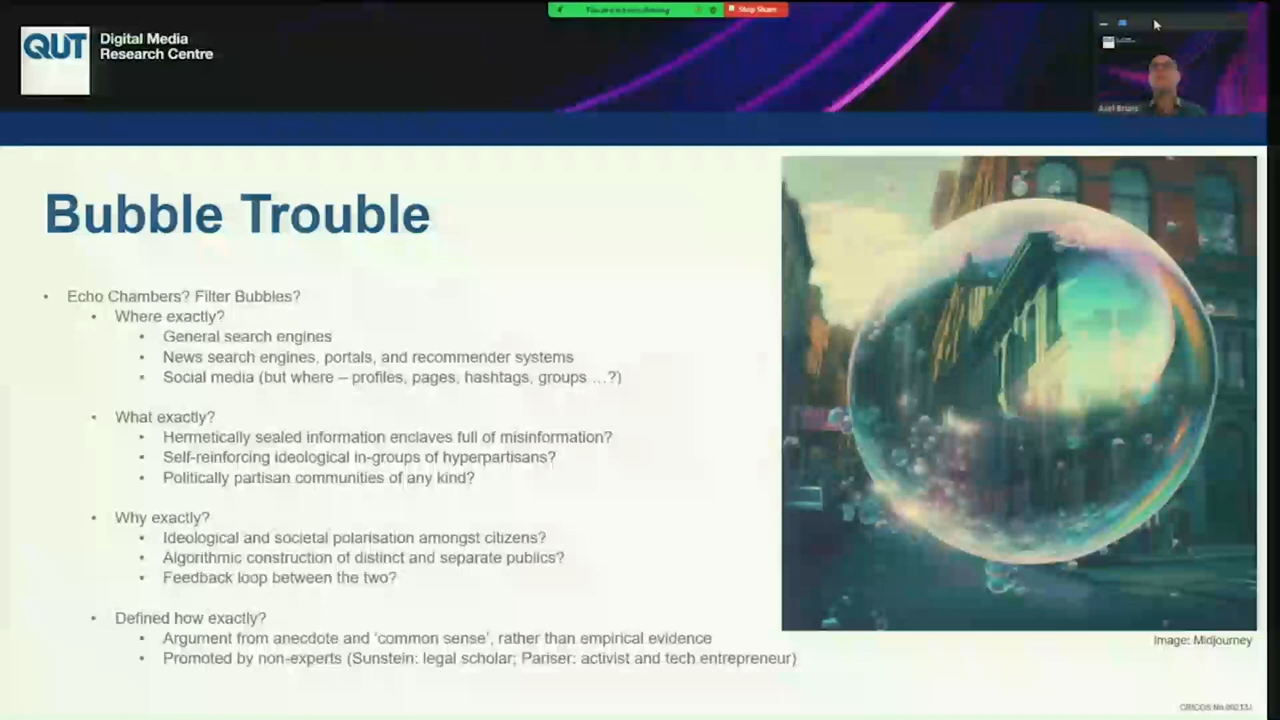 Stop Share
QUT
Digital Media
Research Centre
Axel Bruns
Bubble Trouble
• Echo Chambers? Filter Bubbles?
• Where exactly?
• General search engines
• News search engines, portals, and recommender systems
• Social media (but where – profiles, pages, hashtags, groups …?)
• What exactly?
• Hermetically sealed information enclaves full of misinformation?
• Self-reinforcing ideological in-groups of hyperpartisans?
• Politically partisan communities of any kind?
• Why exactly?
• Ideological and societal polarisation amongst citizens?
• Algorithmic construction of distinct and separate publics?
• Feedback loop between the two?
• Defined how exactly?
• Argument from anecdote and ‘common sense’, rather than empirical evidence
• Promoted by non-experts (Sunstein: legal scholar; Pariser: activist and tech entrepreneur)
Image: Midjourney
CRICOS No.